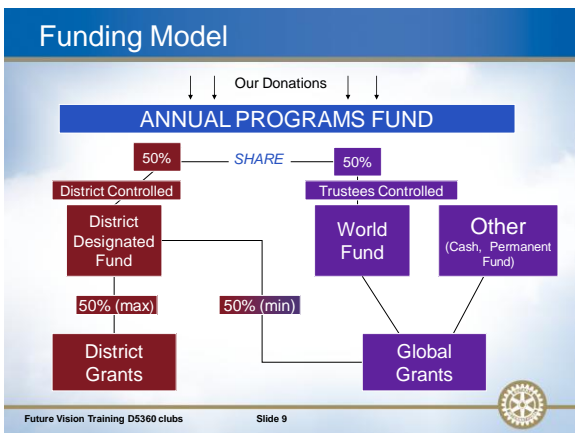 Funding Model
Our Donations
ANNUAL PROGRAMS FUND
50%
SHARE
50%
District Controlled
Trustees Controlled
District
Designated
Fund
World
Fund
Other
(Cash, Permanent
Fund)
50% (max)
50% (min)
District
Grants
Global
Grants
Future Vision Training D5360 clubs
Slide 9